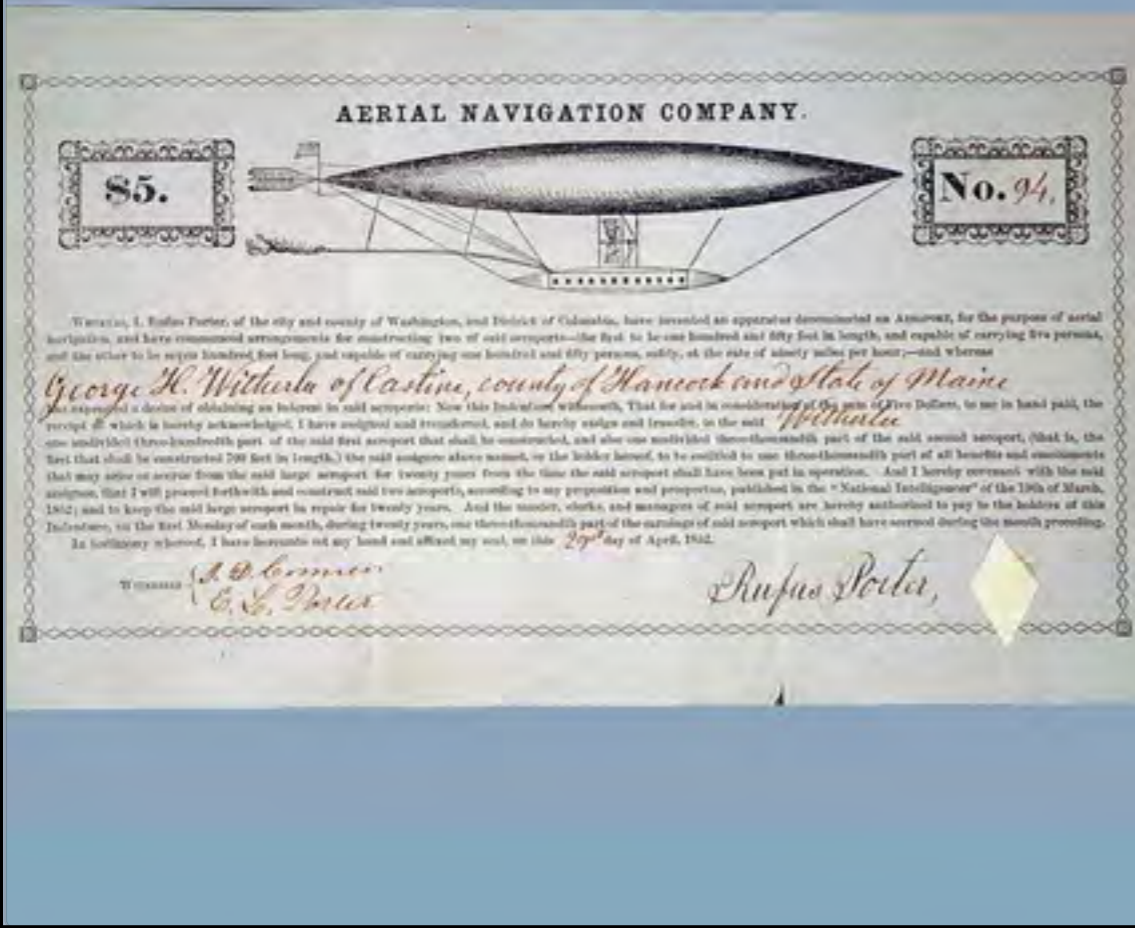 AERIAL NAVIGATION COMPANY.
$5.
No. 94.
Whereas, I, Rufus Porter, of the city and county of Washington, and District of Columbia, have invented an apparatus denominated an Aeroport, for the purpose of aerial
navigation, and have commenced arrangements for constructing two of said aeroports—the first to be one hundred and fifty feet in length, and capable of carrying five persons,
and the other to be seven hundred feet long, and capable of carrying one hundred and fifty persons, safely, at the rate of ninety miles per hour;—and whereas
George H. Witherle of Castine, county of Hancock and State of Maine
has expressed a desire of obtaining an interest in said aeroports: Now this Indenture witnesseth, That for and in consideration of the sum of Five Dollars, to me in hand paid, the
receipt of which is hereby acknowledged, I have assigned and transferred, and do hereby assign and transfer, to the said Witherle
one undivided three-hundredth part of the said first aeroport that shall be constructed, and also one undivided three-thousandth part of the said second aeroport, (that is, the
first that shall be constructed 700 feet in length,) the said assignee above named, or the holder hereof, to be entitled to one three-thousandth part of all benefits and emoluments
that may arise or accrue from the said large aeroport for twenty years from the time the said aeroport shall have been put in operation. And I hereby covenant with the said
assignee, that I will proceed forthwith and construct said two aeroports, according to my proposition and prospectus, published in the "National Intelligencer" of the 19th of March,
1852; and to keep the said large aeroport in repair for twenty years. And the master, clerks, and managers of said aeroport are hereby authorized to pay to the holders of this
Indenture, on the first Monday of each month, during twenty years, one three-thousandth part of the earnings of said aeroport which shall have accrued during the month preceding.
In testimony whereof, I have hereunto set my hand and affixed my seal, on this day of April, 1852.
Witnesses
E. L. Porter
Rufus Porter,